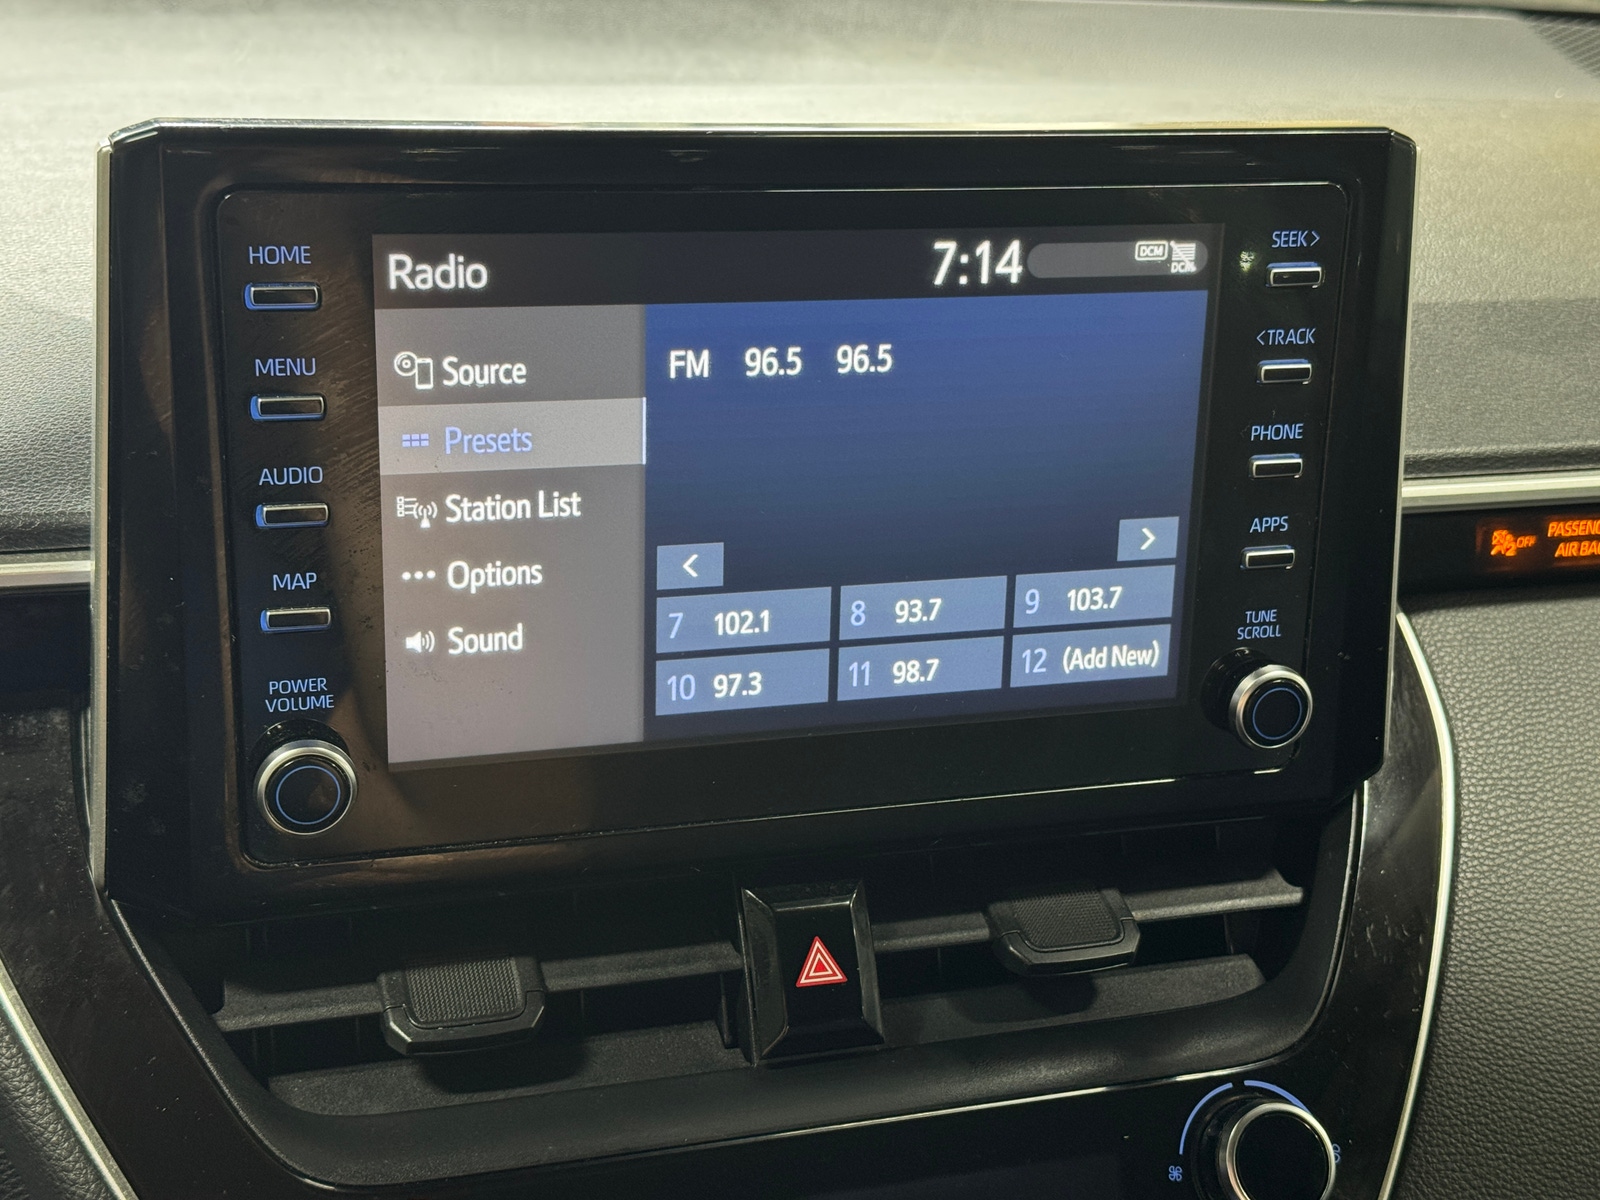 HOME
MENU
AUDIO
MAP
POWER
VOLUME
Radio
7:14
DCM
DCM
Source
Presets
Station List
Options
Sound
FM 96.5 96.5
<
>
7 102.1
8 93.7
9 103.7
10 97.3
11 98.7
12 (Add New)
SEEK >
< TRACK
PHONE
APPS
TUNE
SCROLL
OFF
AIR